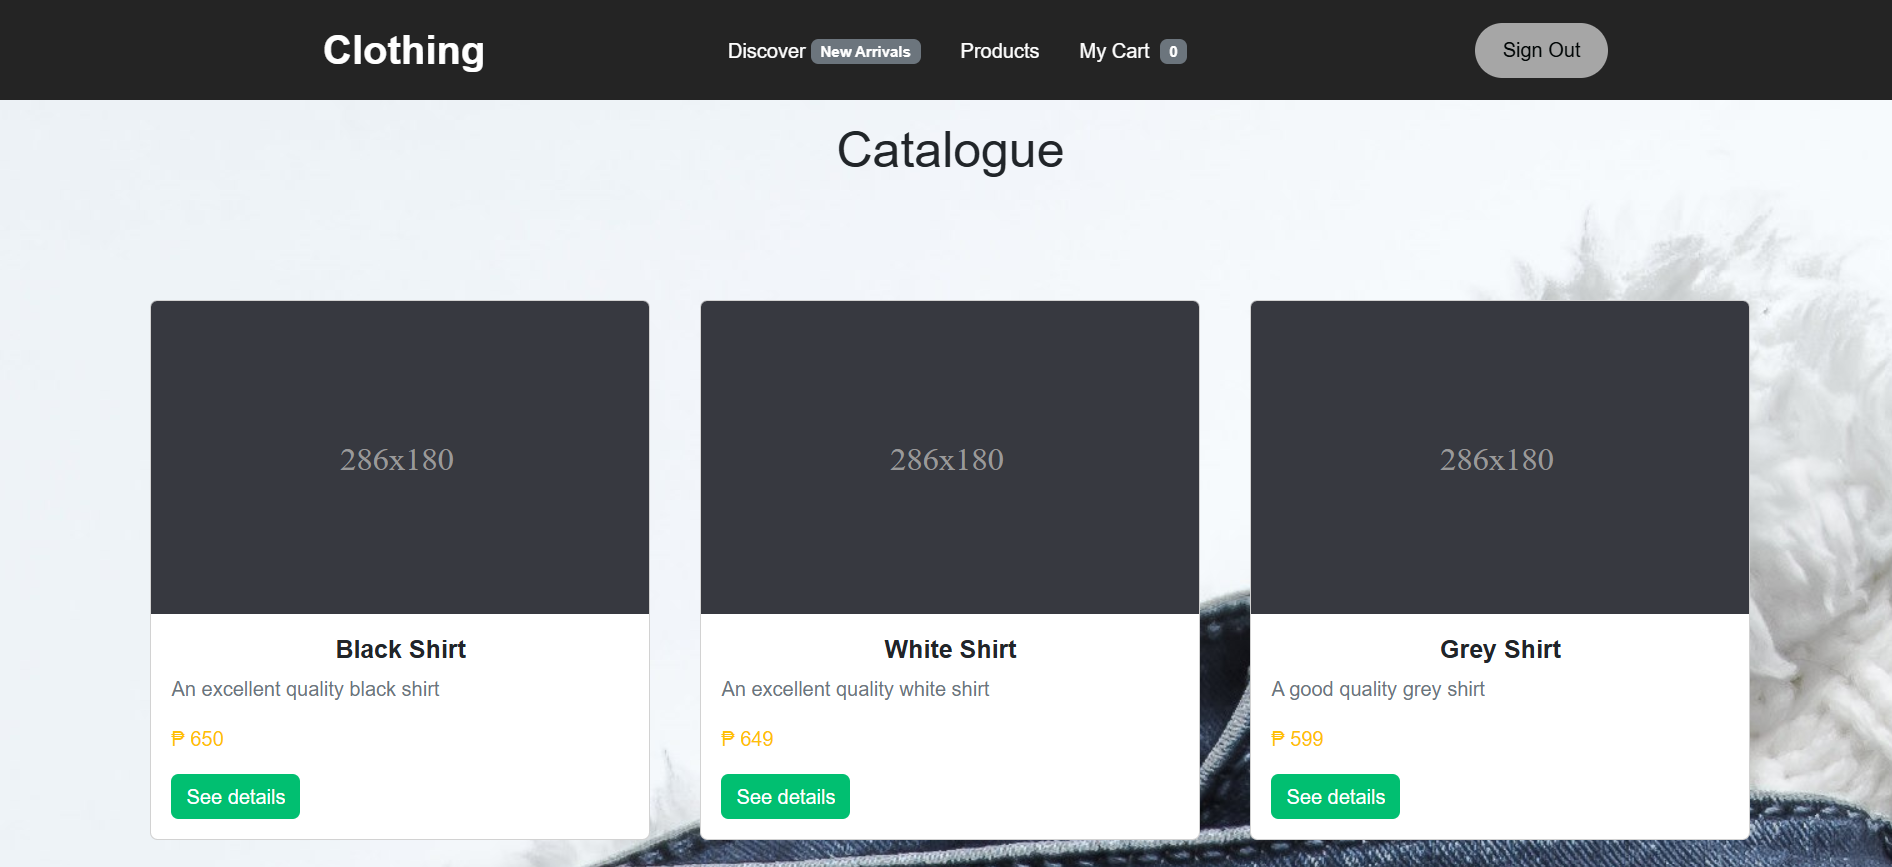 Clothing
Discover New Arrivals
Products
My Cart 0
Sign Out
Catalogue
286x180
286x180
286x180
Black Shirt
An excellent quality black shirt
₱ 650
See details
White Shirt
An excellent quality white shirt
₱ 649
See details
Grey Shirt
A good quality grey shirt
₱ 599
See details